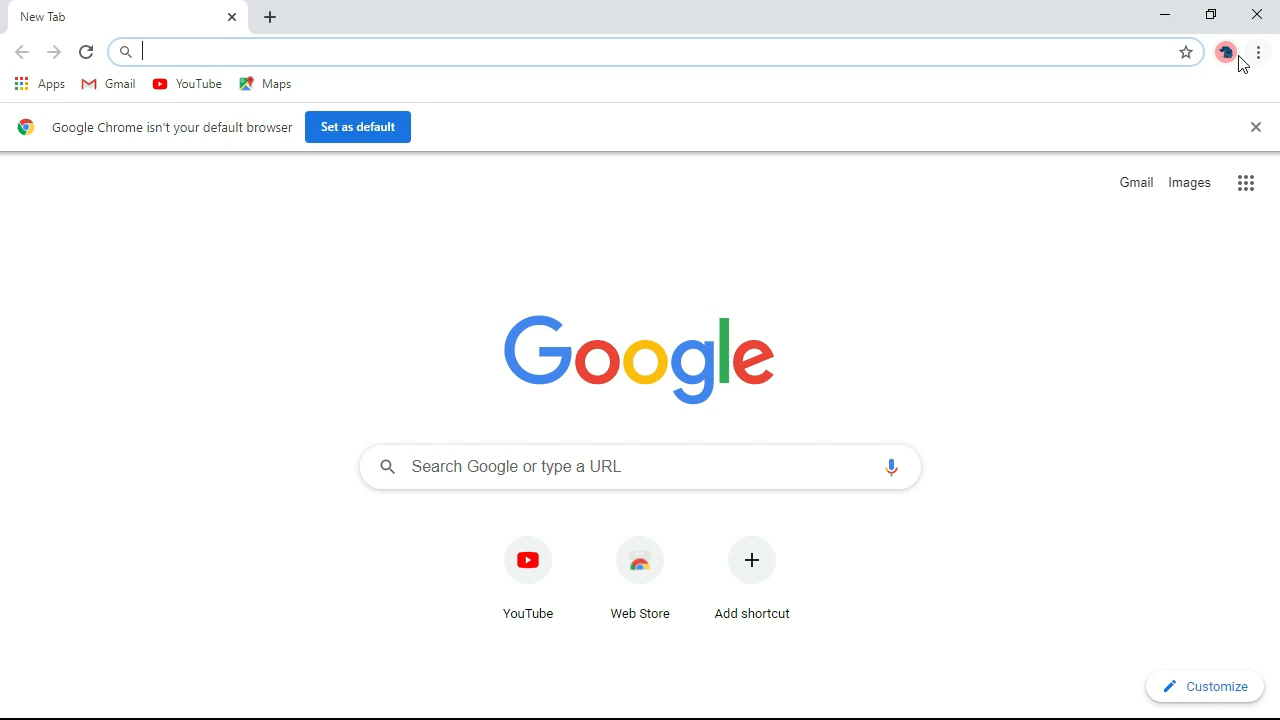 New Tab
Apps Gmail YouTube Maps
Google Chrome isn't your default browser Set as default
Gmail Images
Google
Search Google or type a URL
YouTube Web Store Add shortcut
Customize